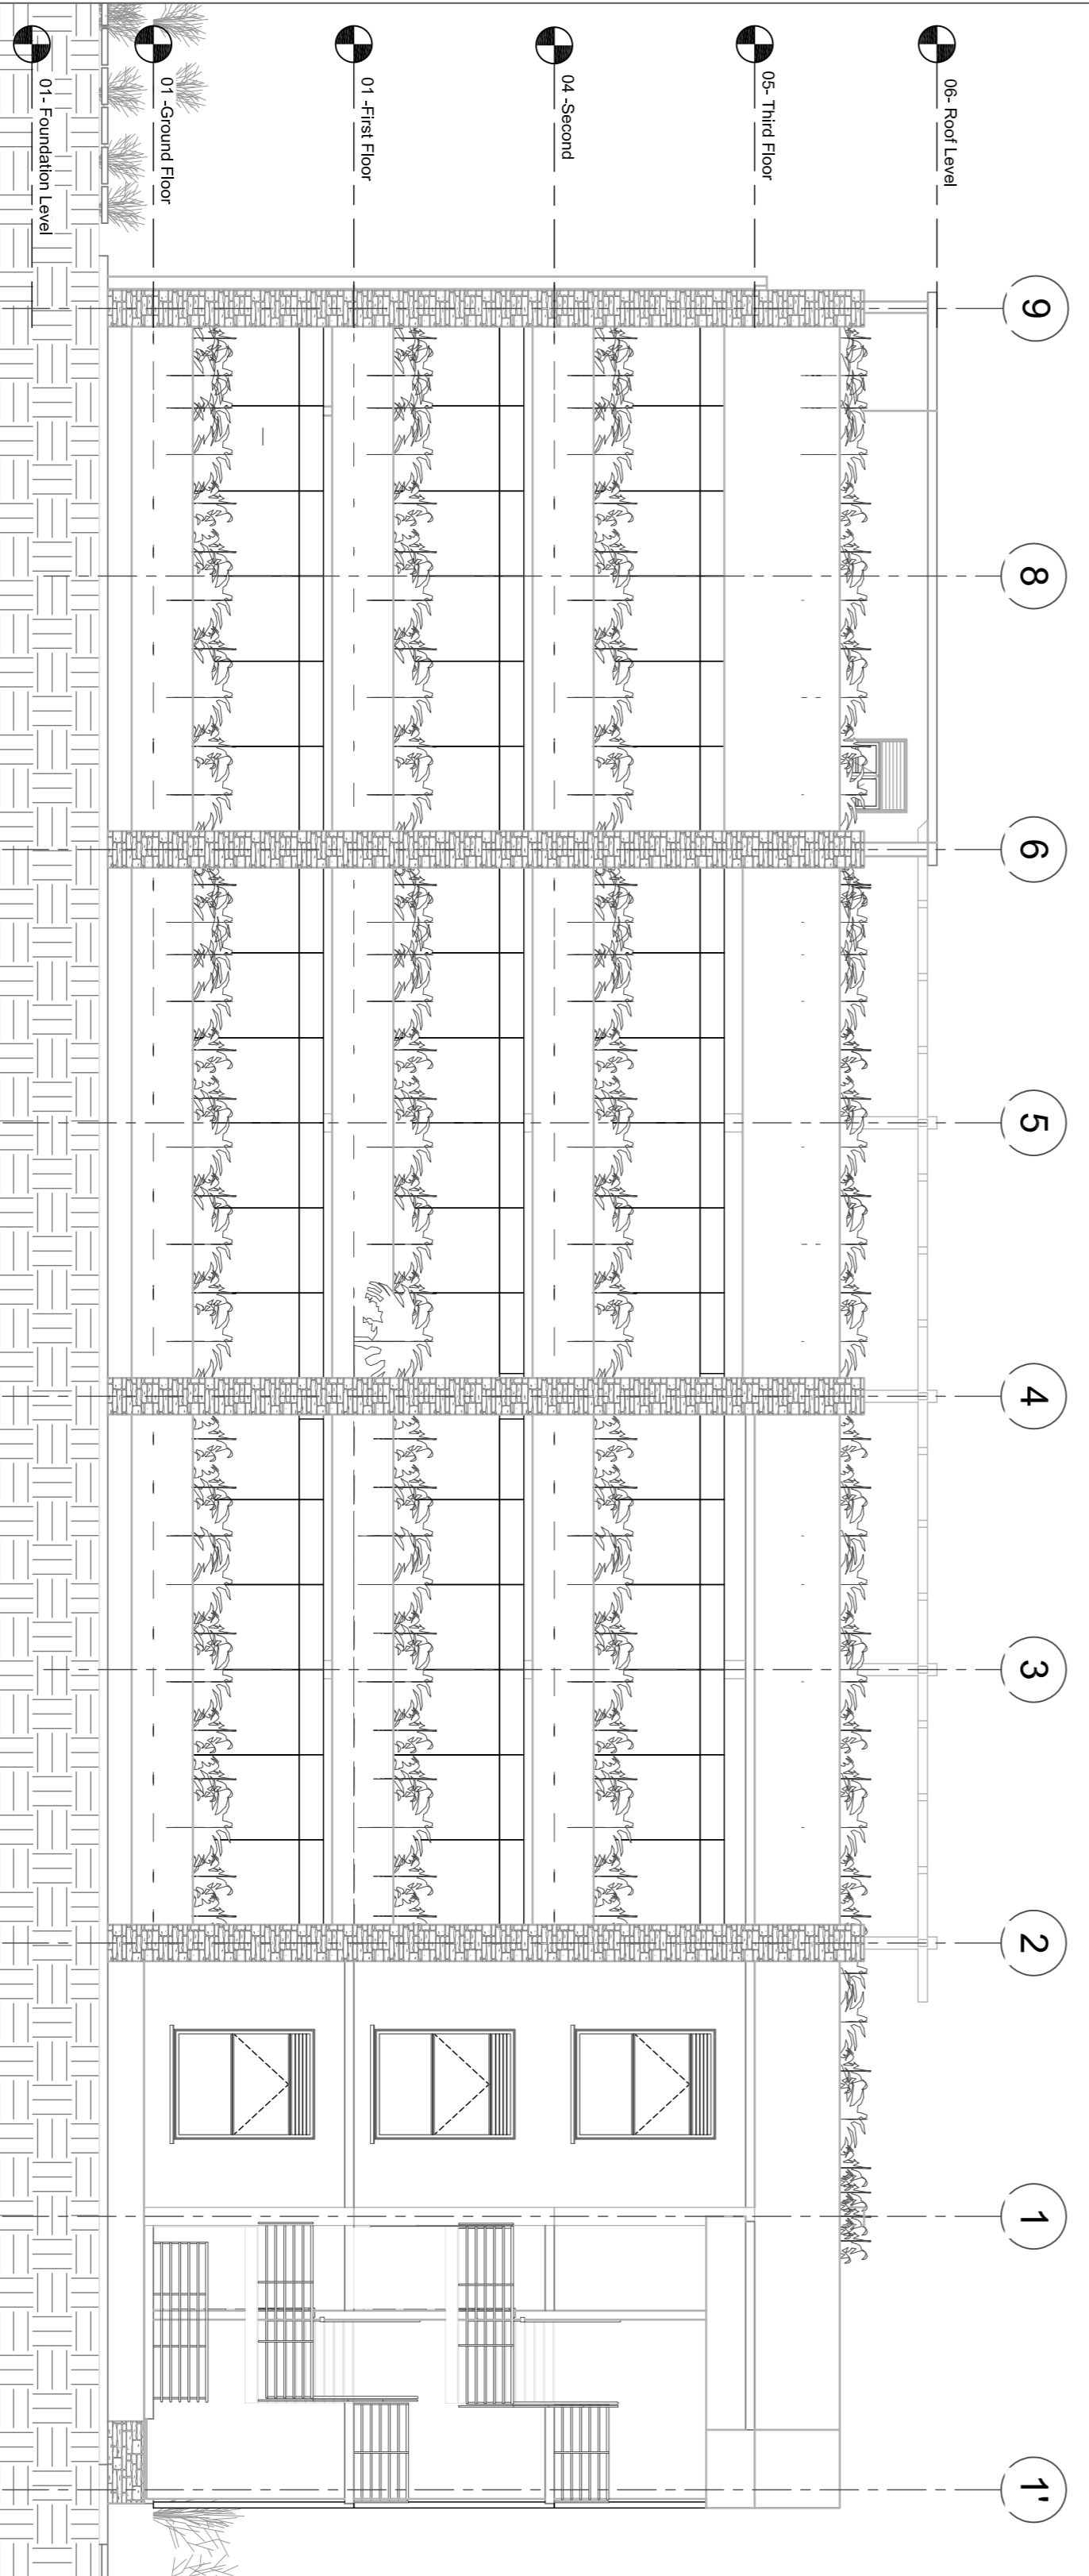 9
8
6
5
4
3
2
1
1'
06- Roof Level
05- Third Floor
04 -Second
01 -First Floor
01 -Ground Floor
01- Foundation Level